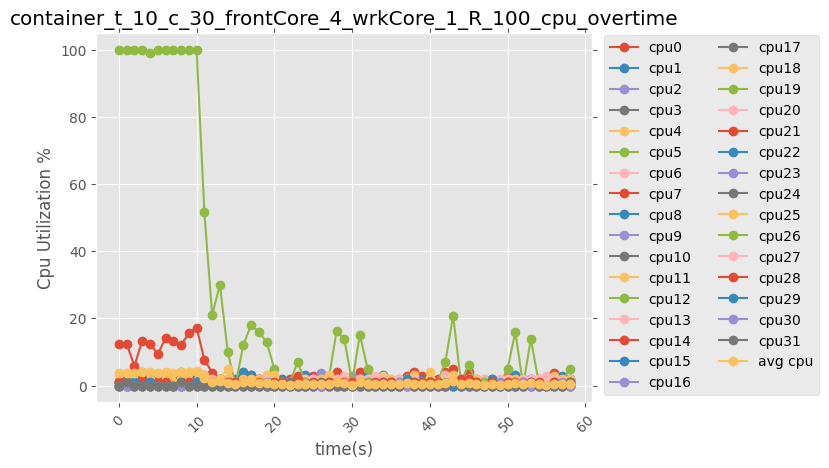 container_t_10_c_30_frontCore_4_wrkCore_1_R_100_cpu_overtime
100
80
60
40
20
0
Cpu Utilization %
0
10
20
30
40
50
60
time(s)
cpu0
cpu1
cpu2
cpu3
cpu4
cpu5
cpu6
cpu7
cpu8
cpu9
cpu10
cpu11
cpu12
cpu13
cpu14
cpu15
cpu16
cpu17
cpu18
cpu19
cpu20
cpu21
cpu22
cpu23
cpu24
cpu25
cpu26
cpu27
cpu28
cpu29
cpu30
cpu31
avg cpu